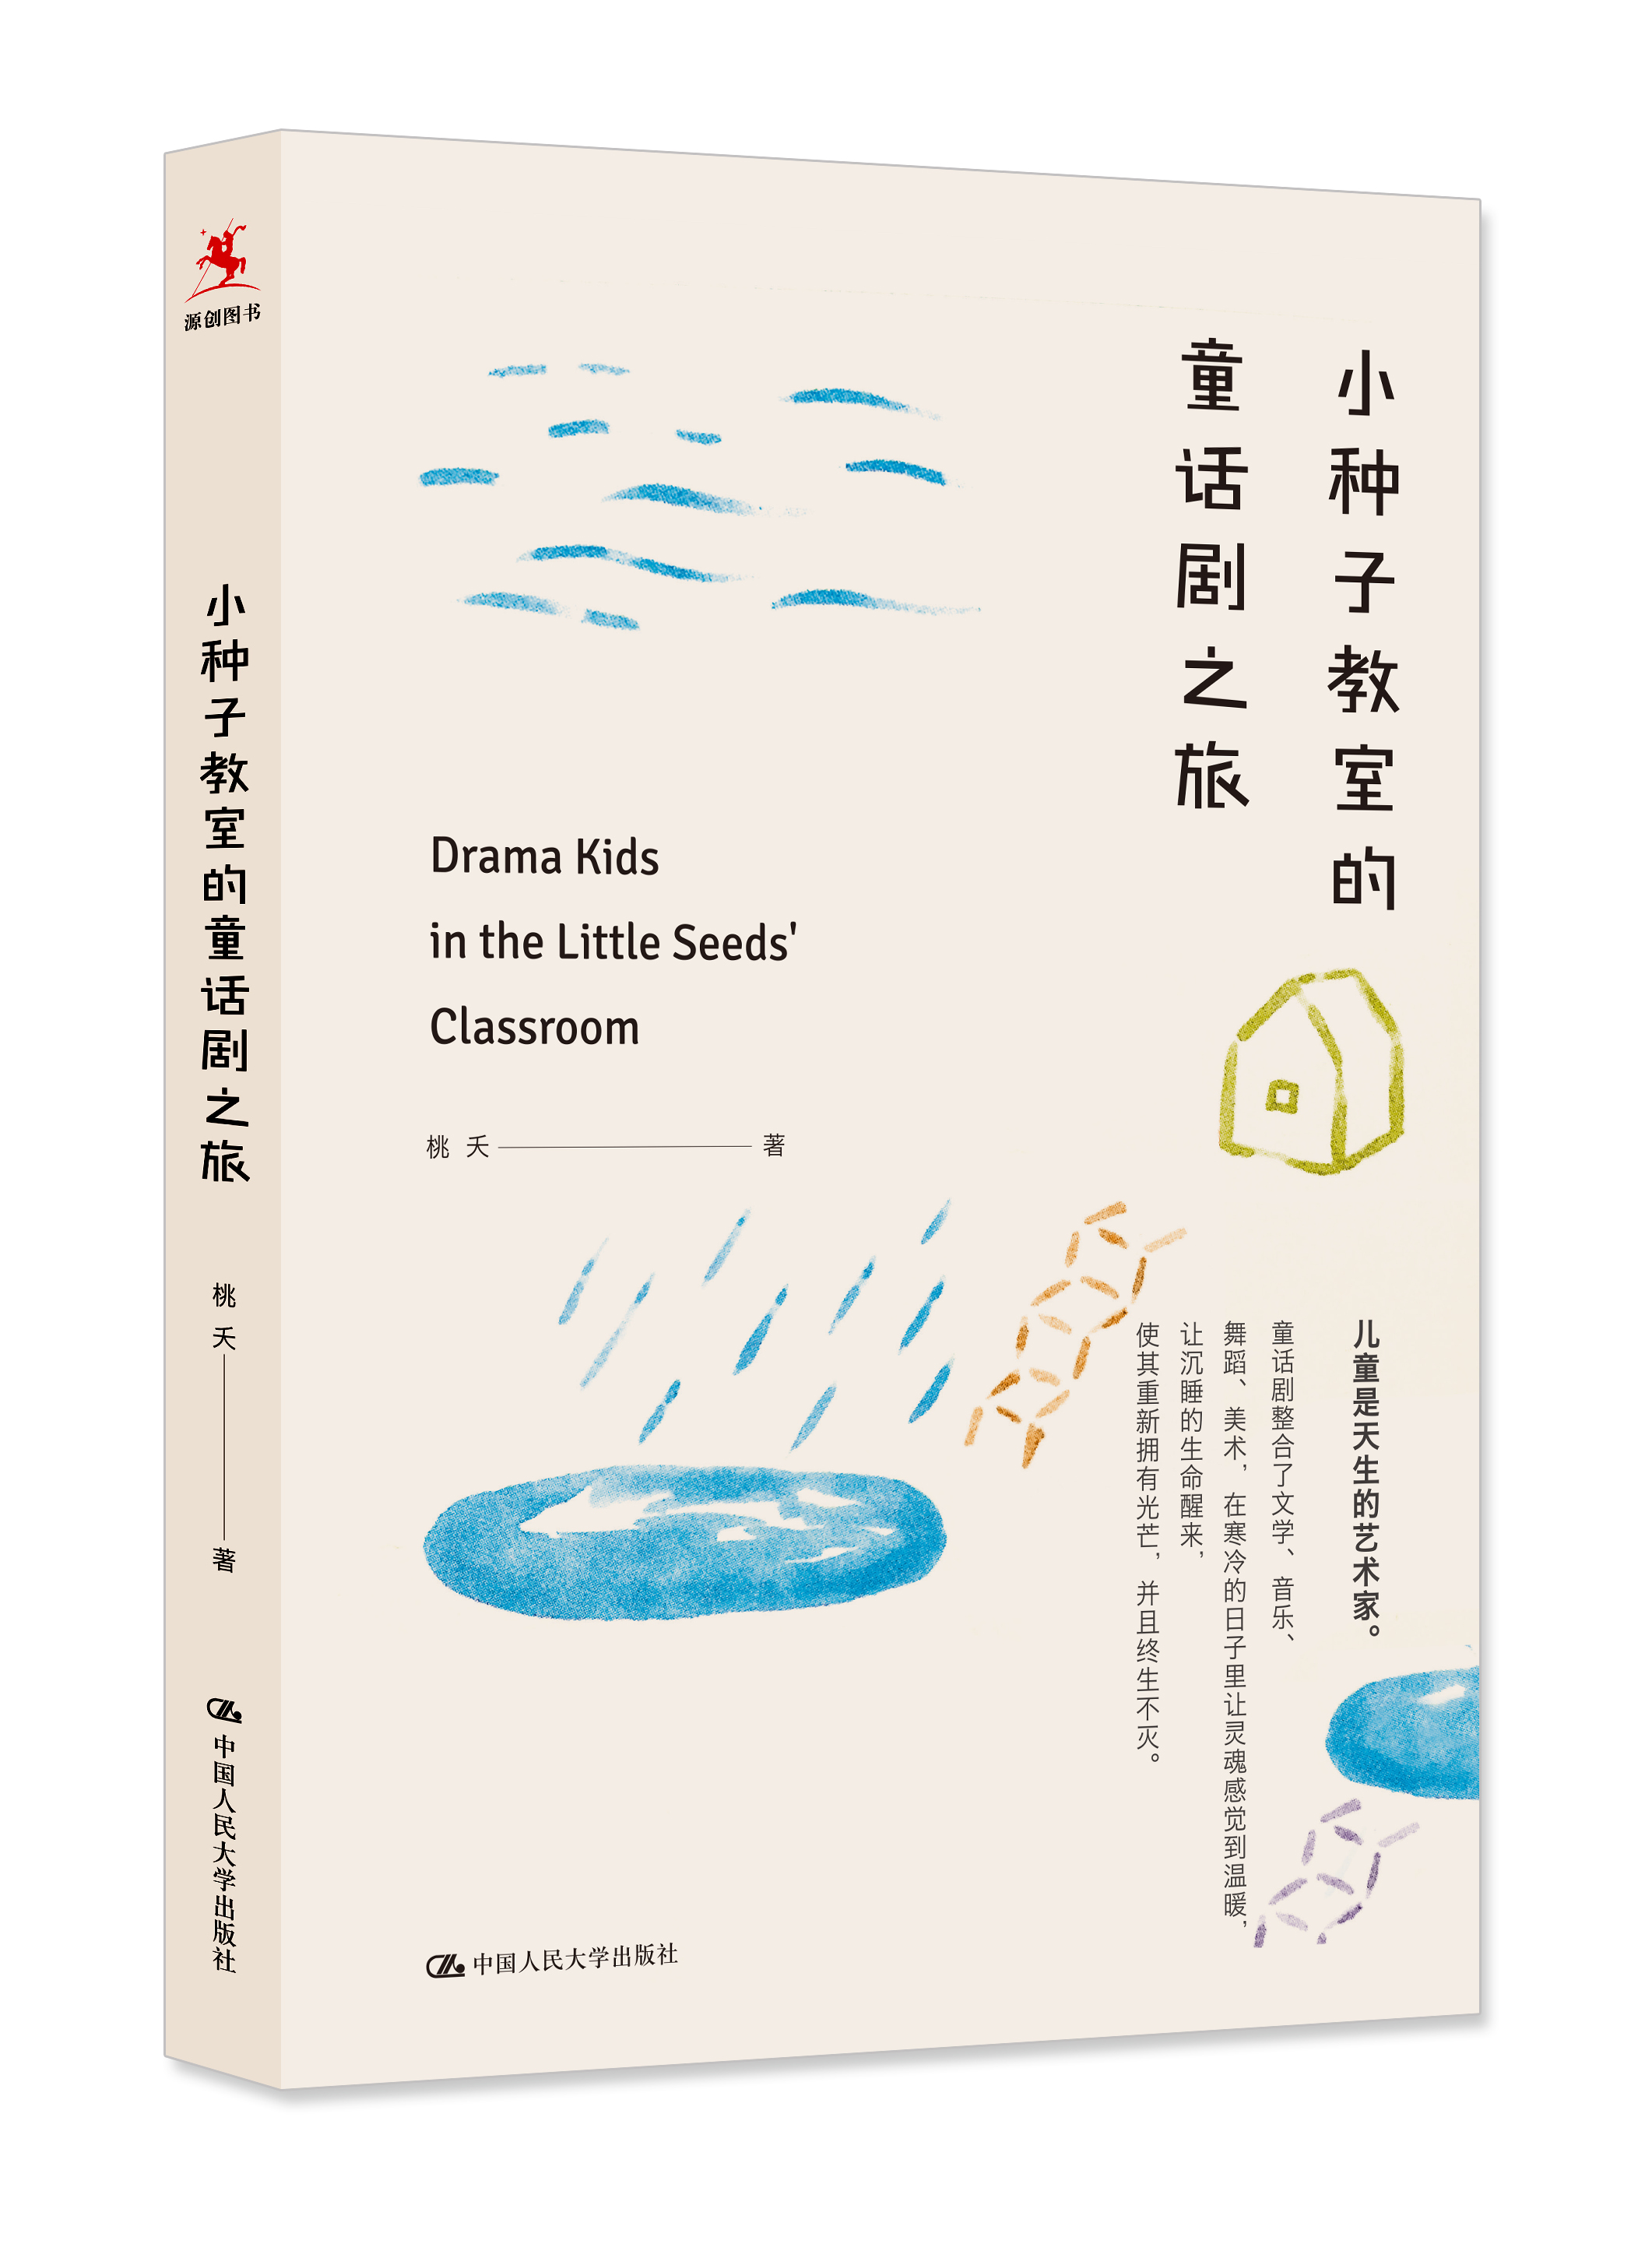 源创图书
小种子教室的童话剧之旅
桃夭 著
中国人民大学出版社
小种子教室的
童话剧之旅
Drama Kids
in the Little Seeds'
Classroom
桃夭 著
儿童是天生的艺术家。
童话剧整合了文学、音乐、
舞蹈、美术，在寒冷的日子里让灵魂感觉到温暖，
让沉睡的生命醒来，
使其重新拥有光芒，并且终生不灭。
中国人民大学出版社